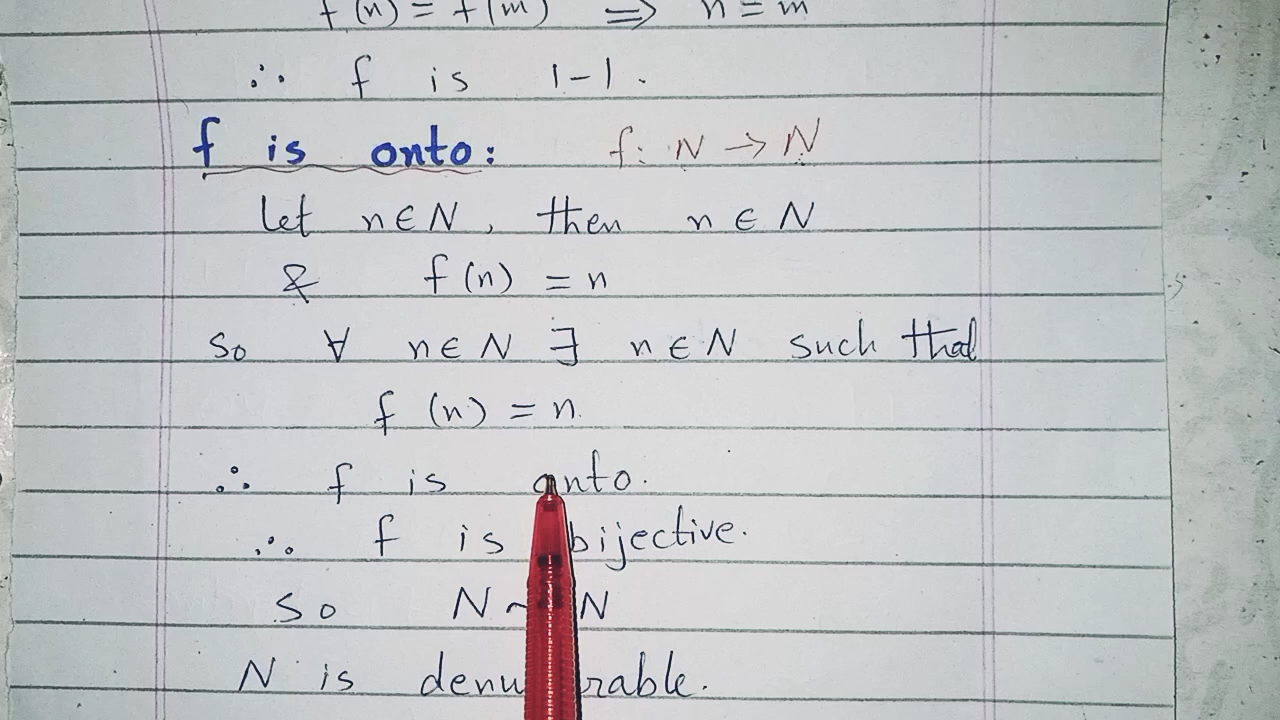 f(n) = f(m) ⇒ n = m
∴ f is 1-1.
f is onto: f: N → N
Let n ∈ N, then n ∈ N
& f(n) = n
So ∀ n ∈ N ∃ n ∈ N such that
f (n) = n.
∴ f is onto.
∴ f is bijective.
So N ~ N
N is denumerable.